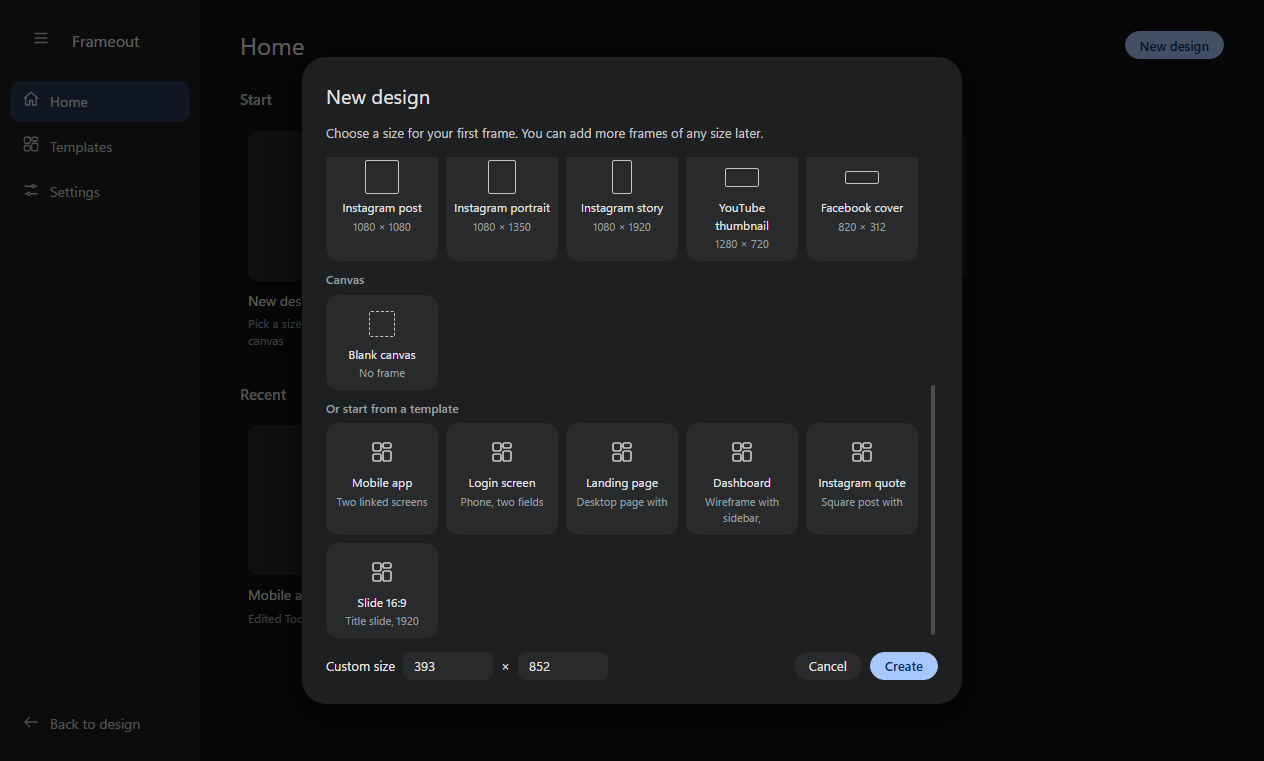 Frameout
Home
New design
Home
Templates
Settings
Start
New des
Pick a size
canvas
Recent
Mobile a
Edited Too
Back to design
New design
Choose a size for your first frame. You can add more frames of any size later.
Instagram post
1080 × 1080
Instagram portrait
1080 × 1350
Instagram story
1080 × 1920
YouTube
thumbnail
1280 × 720
Facebook cover
820 × 312
Canvas
Blank canvas
No frame
Or start from a template
Mobile app
Two linked screens
Login screen
Phone, two fields
Landing page
Desktop page with
Dashboard
Wireframe with
sidebar,
Instagram quote
Square post with
Slide 16:9
Title slide, 1920
Custom size 393 × 852
Cancel
Create